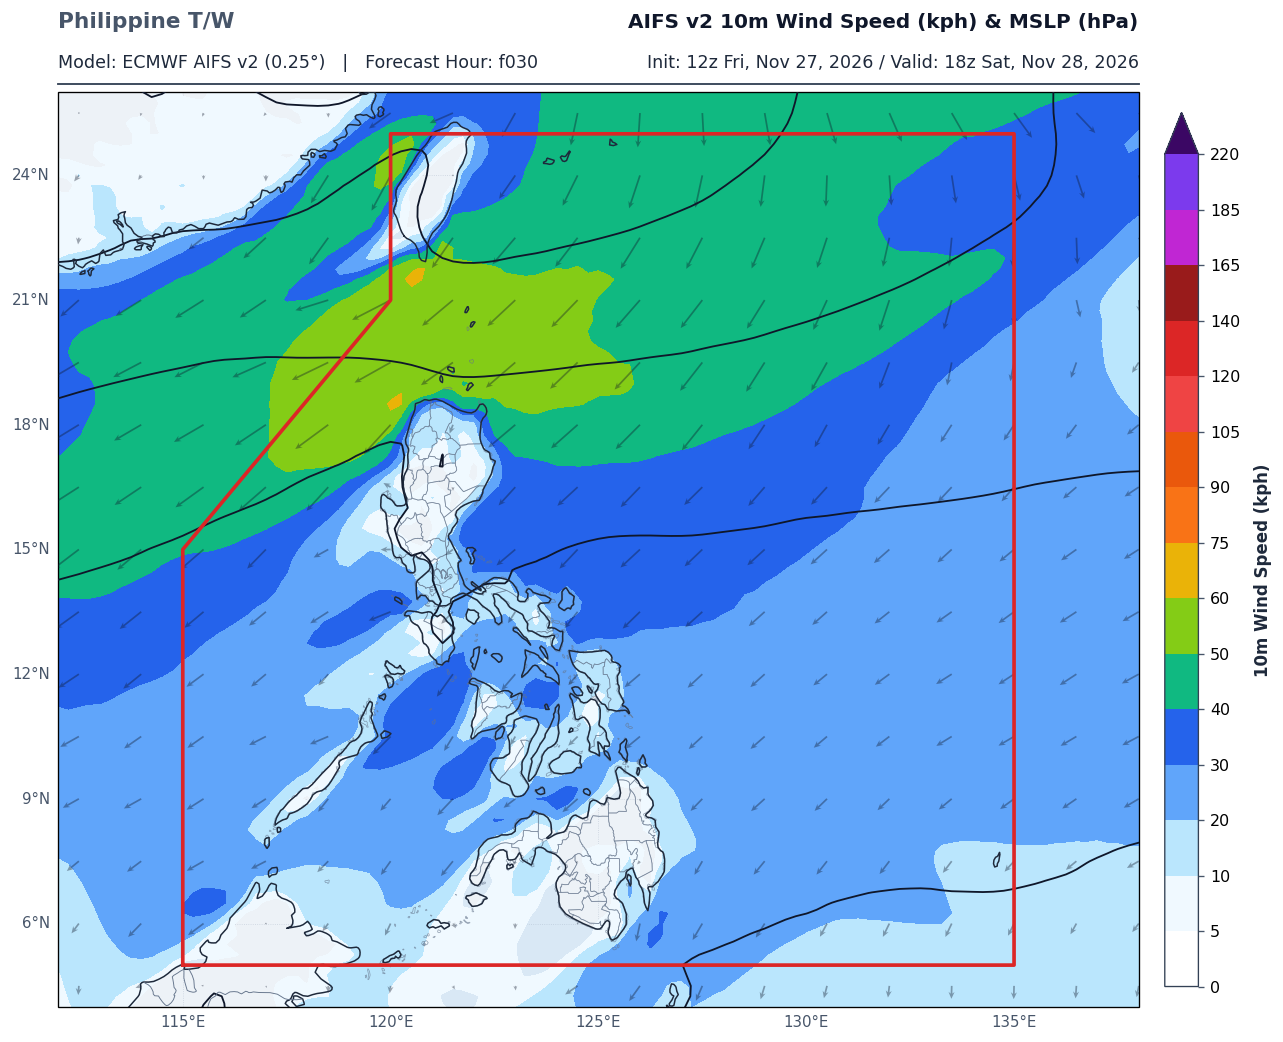 Philippine T/W
AIFS v2 10m Wind Speed (kph) & MSLP (hPa)
Model: ECMWF AIFS v2 (0.25°) | Forecast Hour: f030
Init: 12z Fri, Nov 27, 2026 / Valid: 18z Sat, Nov 28, 2026
24°N
21°N
18°N
15°N
12°N
9°N
6°N
115°E
120°E
125°E
130°E
135°E
220
185
165
140
120
105
90
75
60
50
40
30
20
10
5
0
10m Wind Speed (kph)